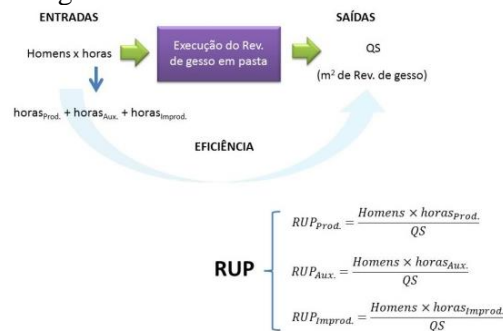 ENTRADAS
SAÍDAS
Homens x horas
Execução do Rev.
de gesso em pasta
QS
(m² de Rev. de gesso)
horasProd. + horasAux. + horasImprod.
EFICIÊNCIA
RUP
RUPProd. = Homens × horasProd. / QS
RUPAux. = Homens × horasAux. / QS
RUPImprod. = Homens × horasImprod. / QS